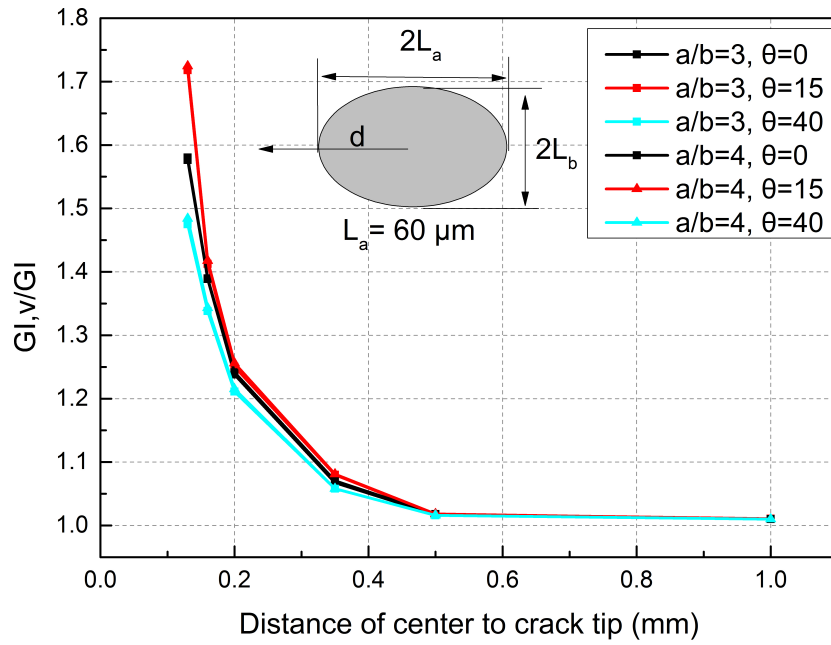 1.8
1.7
1.6
1.5
1.4
1.3
1.2
1.1
1.0
GI,v/GI
0.0 0.2 0.4 0.6 0.8 1.0
Distance of center to crack tip (mm)
2Lₐ
d
2L_b
Lₐ= 60 μm
a/b=3, θ=0
a/b=3, θ=15
a/b=3, θ=40
a/b=4, θ=0
a/b=4, θ=15
a/b=4, θ=40